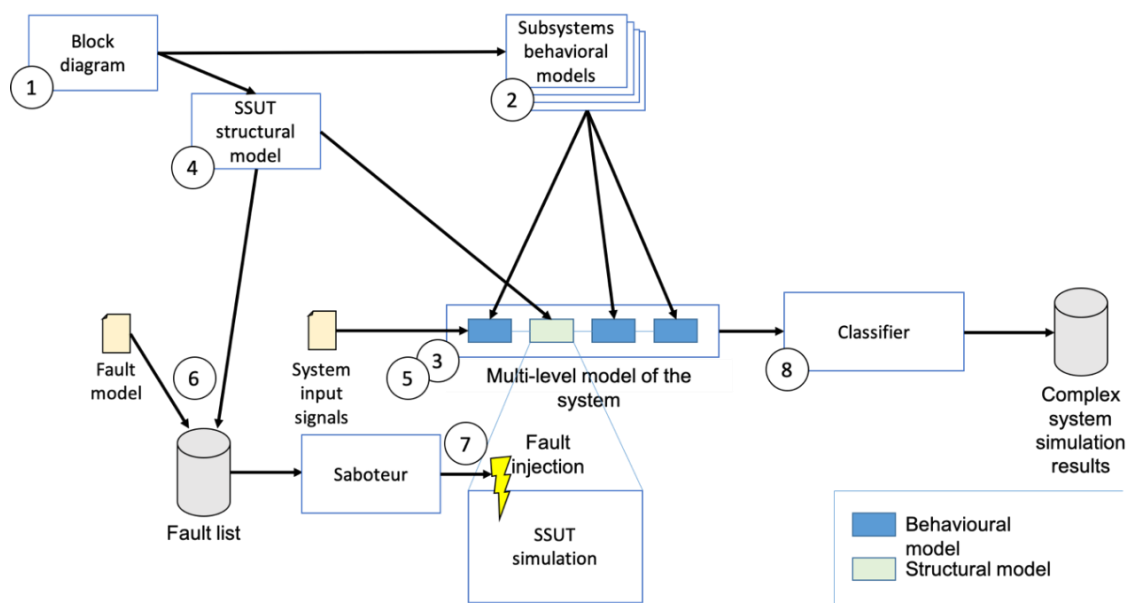 Block
diagram
1
Subsystems
behavioral
models
2
SSUT
structural
model
4
Fault
model
6
System
input
signals
5
3
Multi-level model of the
system
Classifier
8
Complex
system
simulation
results
Fault list
Saboteur
7
Fault
injection
SSUT
simulation
Behavioural
model
Structural model